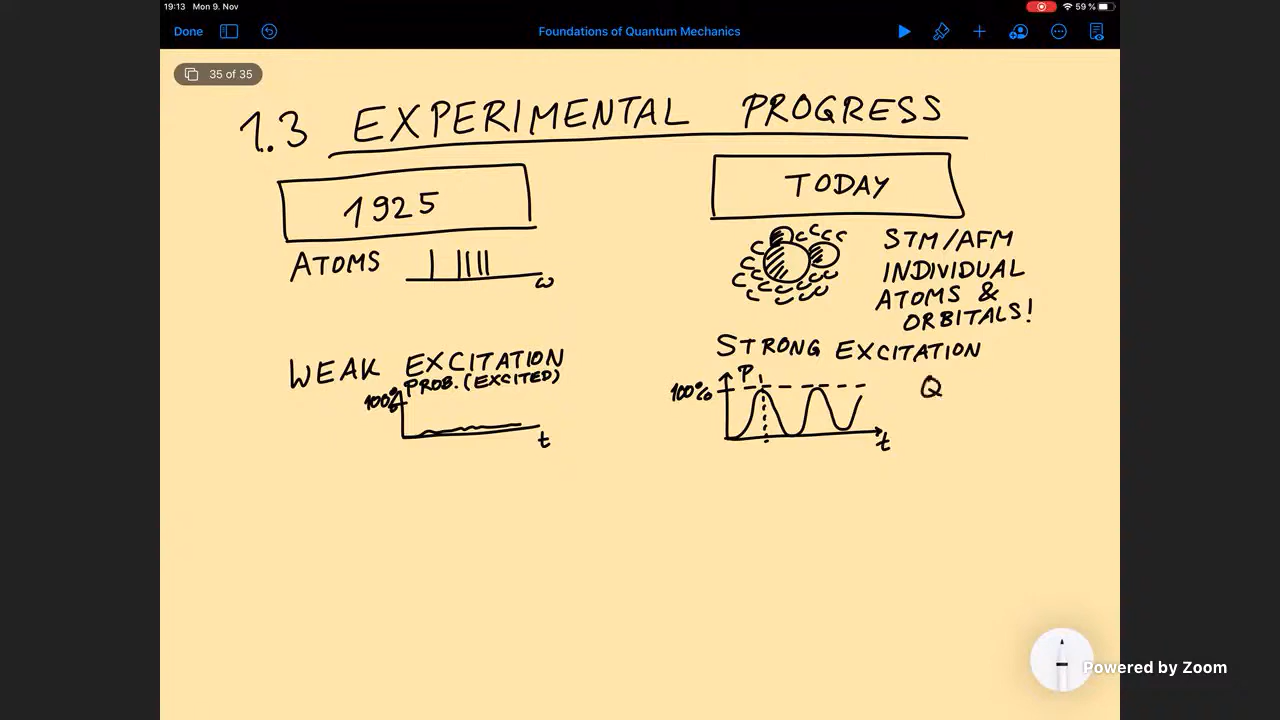 19:13 Mon 9. Nov
59 %
Done
Foundations of Quantum Mechanics
35 of 35
1.3 EXPERIMENTAL PROGRESS
1925
TODAY
ATOMS
ω
STM/AFM
INDIVIDUAL
ATOMS &
ORBITALS!
WEAK EXCITATION
PROB. (EXCITED)
100%
t
STRONG EXCITATION
P
100%
t
Q
Powered by Zoom